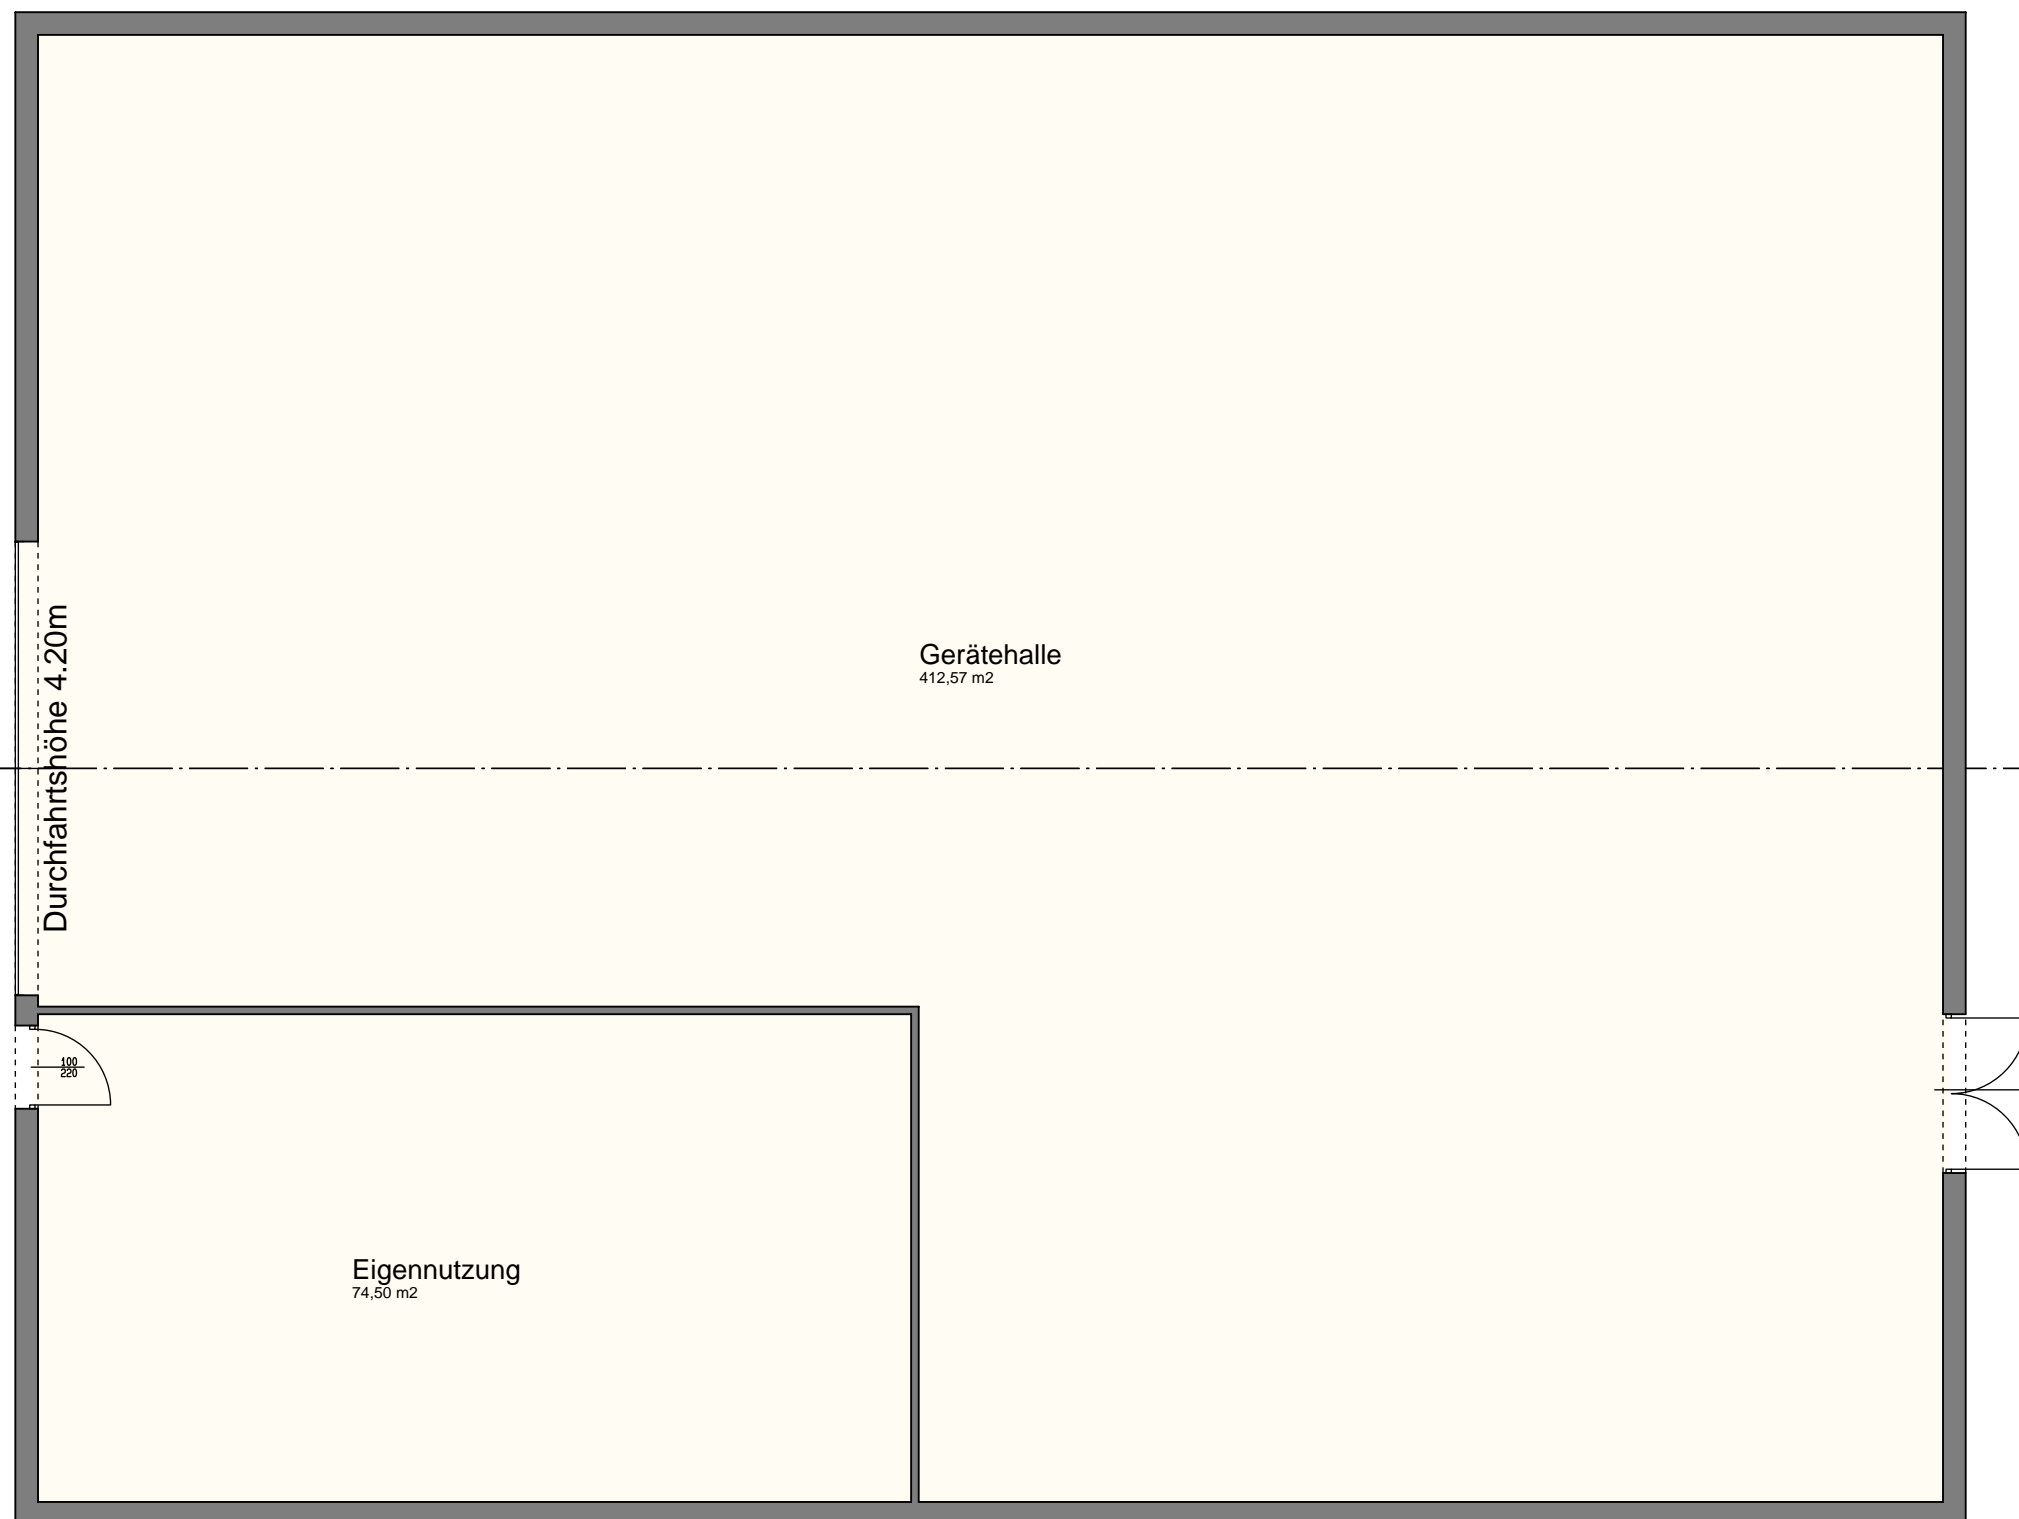 Gerätehalle
412,57 m2
Durchfahrtshöhe 4.20m
100
220
Eigennutzung
74,50 m2